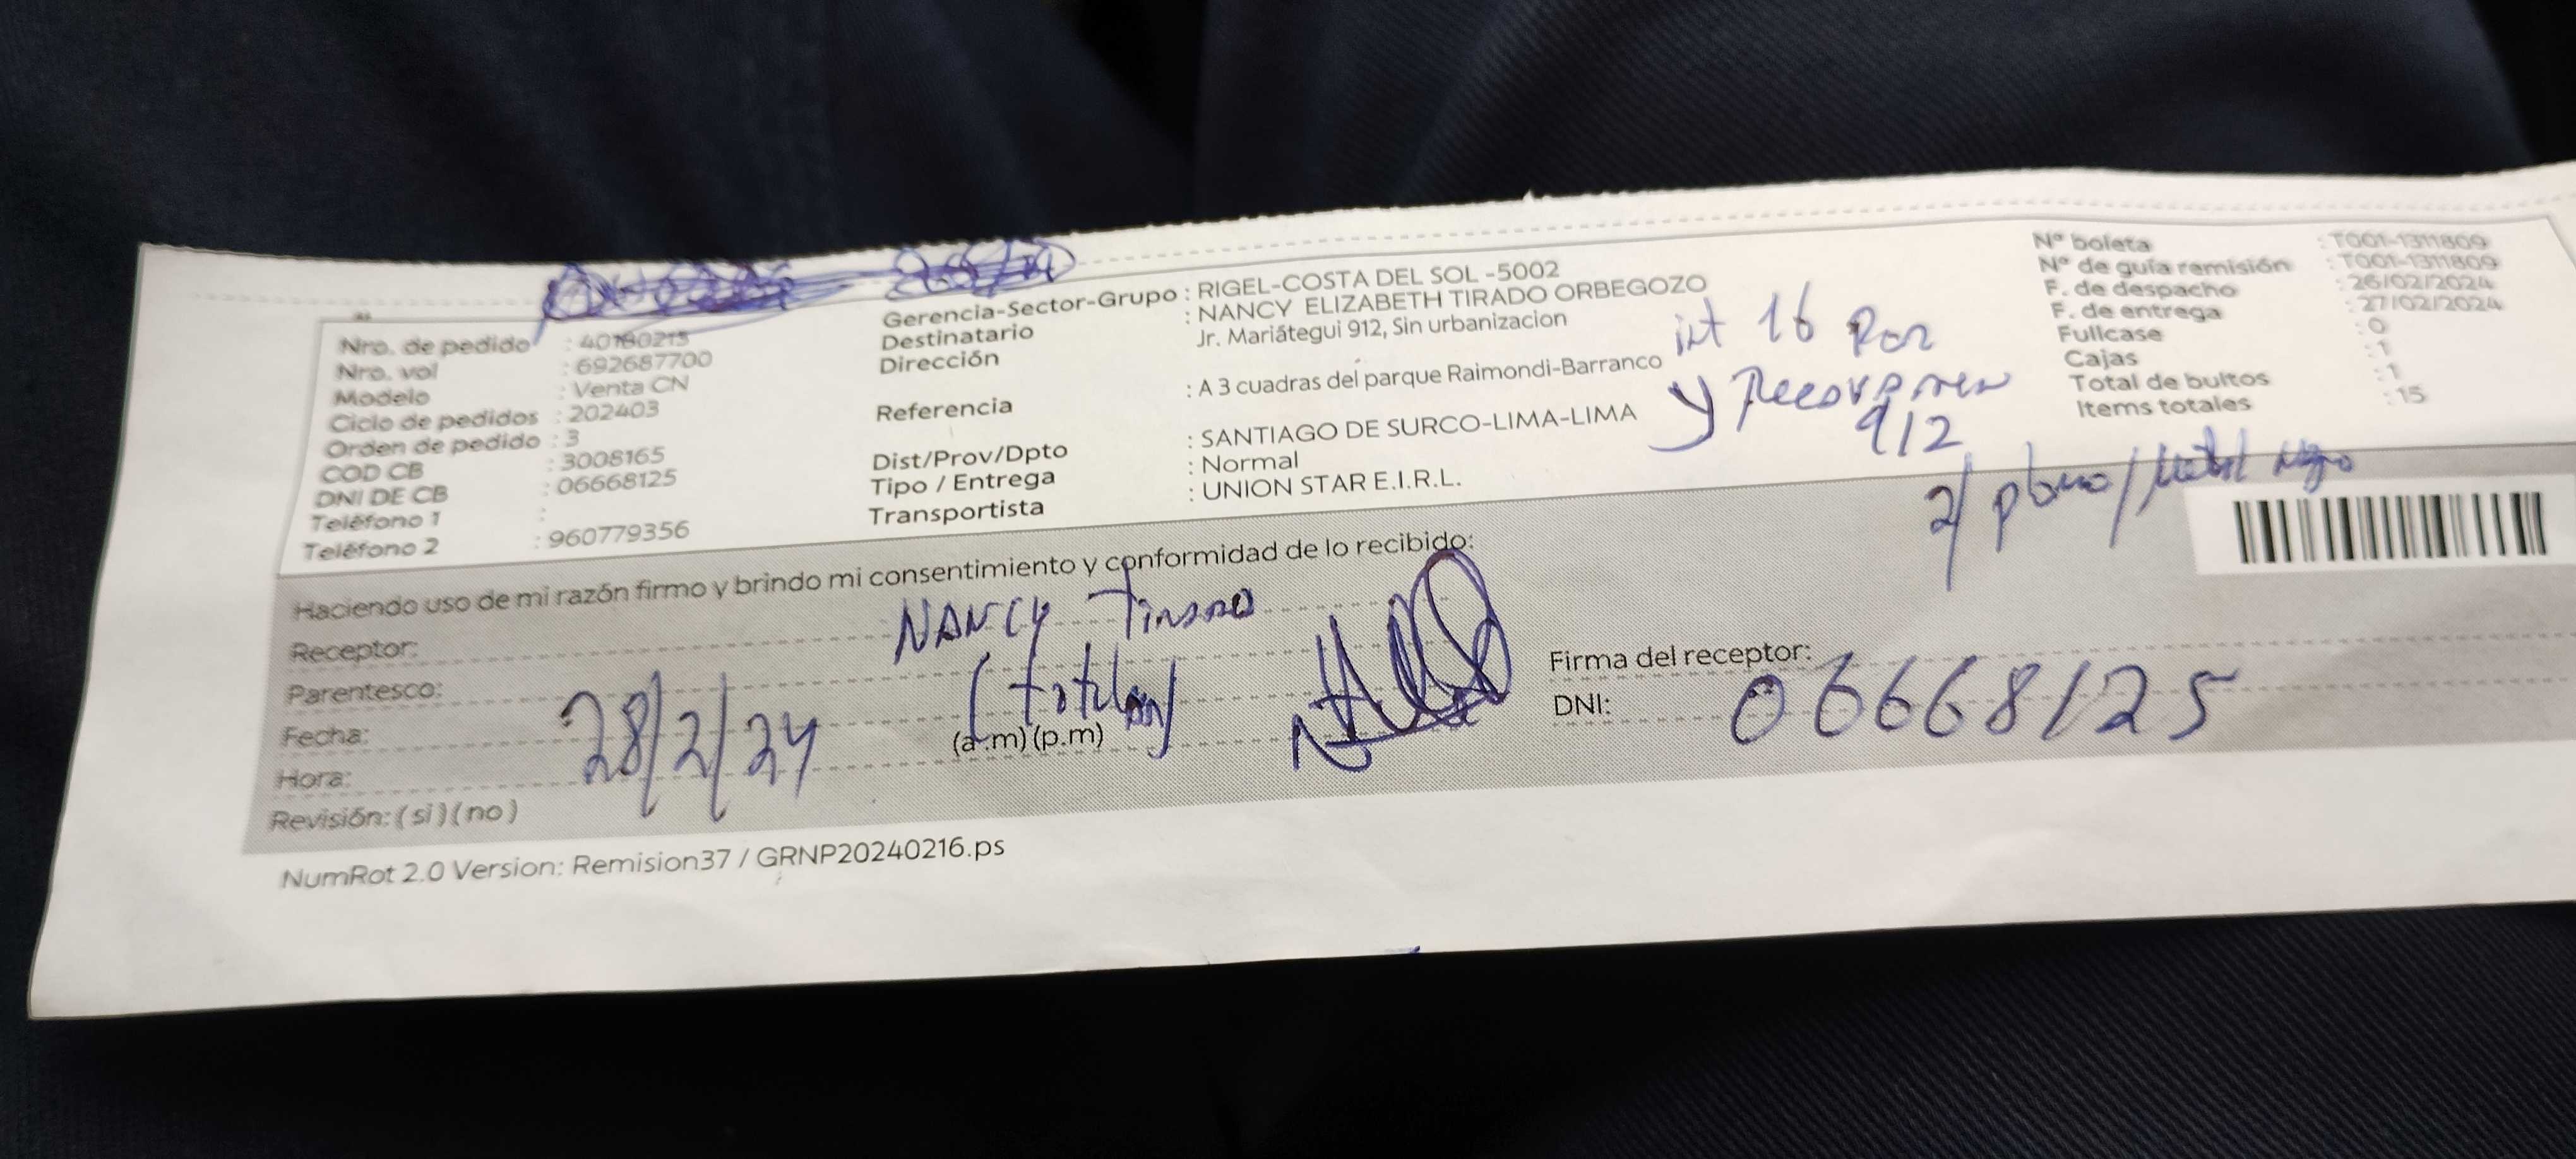 Nro. de pedido : 40180215
Nro. vol : 692687700
Modelo : Venta CN
Ciclo de pedidos : 202403
Orden de pedido : 3
COD CB : 3008165
DNI DE CB : 06668125
Teléfono 1 :
Teléfono 2 : 960779356
Gerencia-Sector-Grupo : RIGEL-COSTA DEL SOL -5002
Destinatario : NANCY ELIZABETH TIRADO ORBEGOZO
Dirección Jr. Mariátegui 912, Sin urbanizacion
Referencia : A 3 cuadras del parque Raimondi-Barranco
Dist/Prov/Dpto : SANTIAGO DE SURCO-LIMA-LIMA
Tipo / Entrega : Normal
Transportista : UNION STAR E.I.R.L.
int 16
912
Nº boleta : T001-1311809
Nº de guía remisión : T001-1311809
F. de despacho : 26/02/2024
F. de entrega : 27/02/2024
Fullcase : 0
Cajas : 1
Total de bultos : 1
Items totales : 15
Haciendo uso de mi razón firmo y brindo mi consentimiento y conformidad de lo recibido:
Receptor: NANCY Tirado
Parentesco: (titular)
Fecha: 28/2/24
Hora: (a.m) (p.m)
Revisión: ( si ) ( no )
Firma del receptor:
DNI: 06668125
NumRot 2.0 Version: Remision37 / GRNP20240216.ps